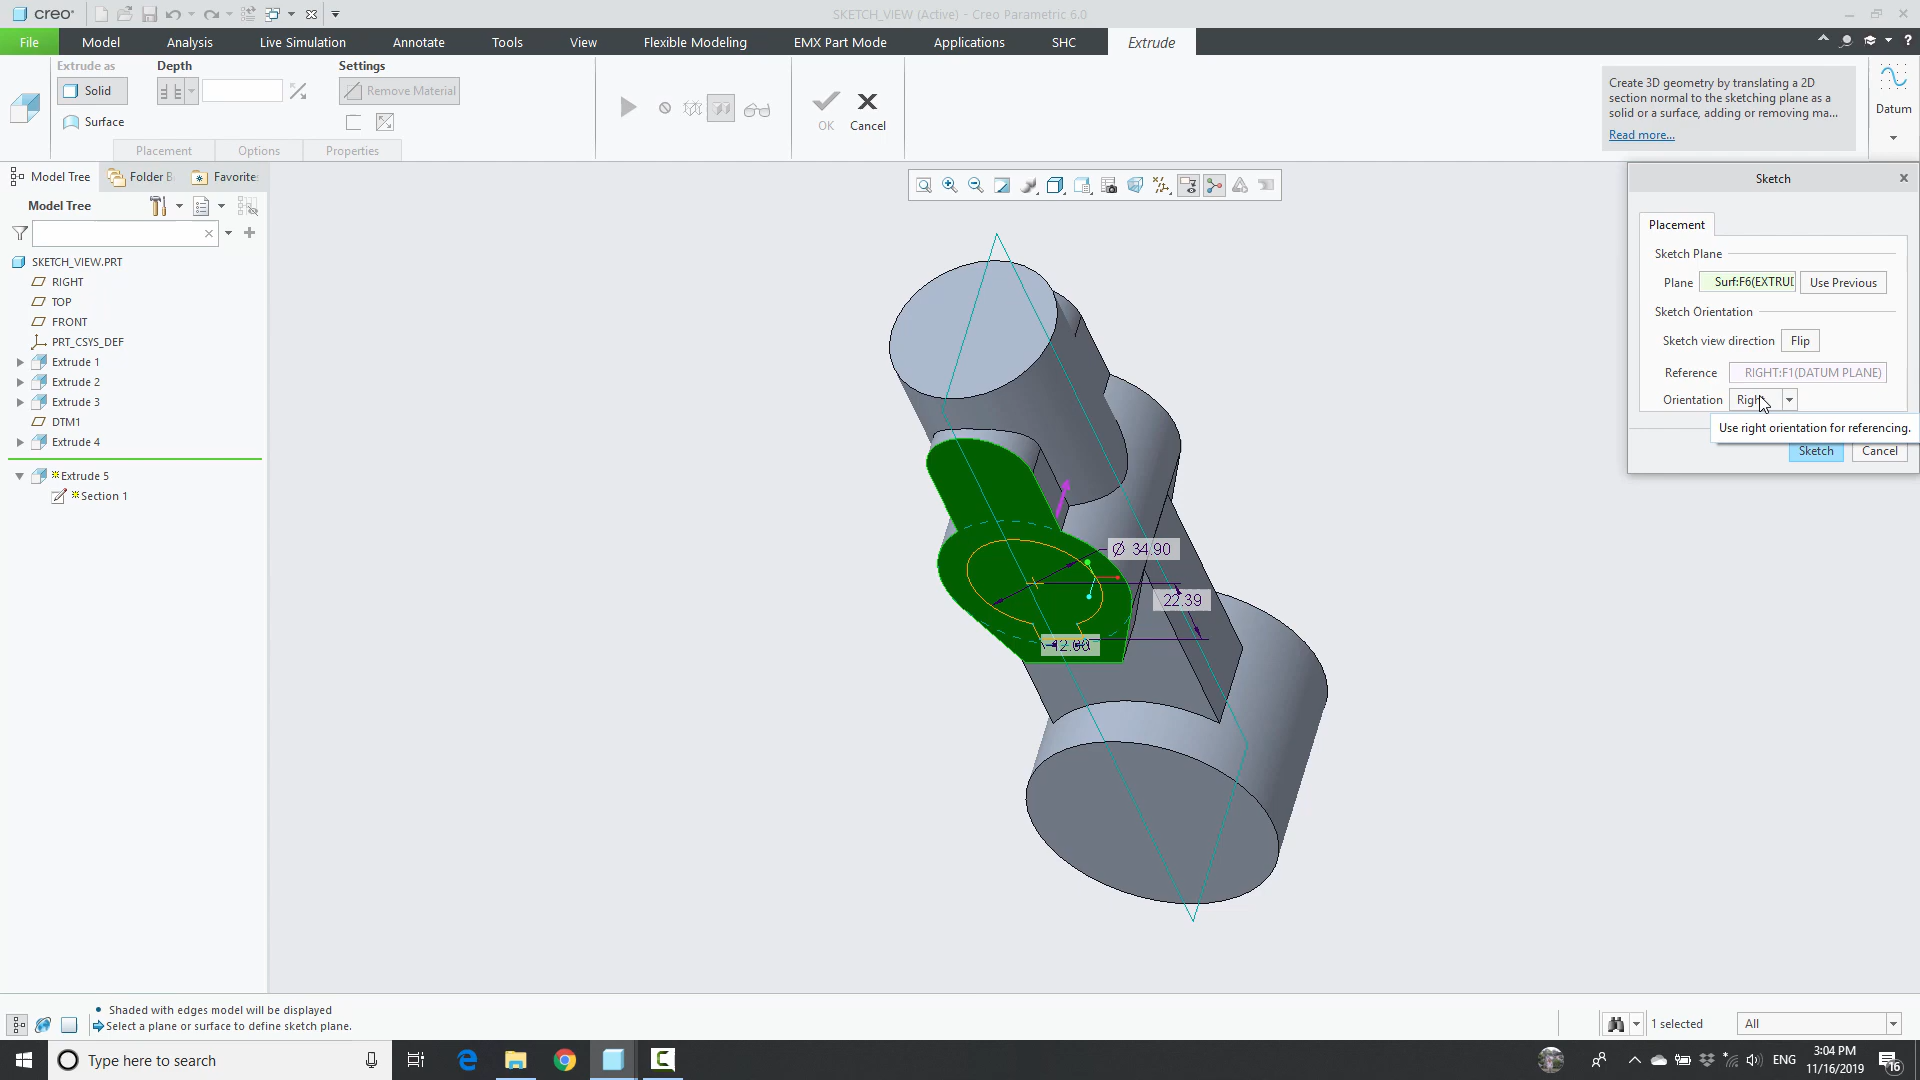 creo®
SKETCH_VIEW (Active) - Creo Parametric 6.0
File
Model
Analysis
Live Simulation
Annotate
Tools
View
Flexible Modeling
EMX Part Mode
Applications
SHC
Extrude
Extrude as
Depth
Settings
Solid
Surface
Remove Material
OK
Cancel
Placement
Options
Properties
Create 3D geometry by translating a 2D
section normal to the sketching plane as a
solid or a surface, adding or removing ma...
Read more...
Datum
Model Tree
Folder B
Favorite
Model Tree
SKETCH_VIEW.PRT
RIGHT
TOP
FRONT
PRT_CSYS_DEF
Extrude 1
Extrude 2
Extrude 3
DTM1
Extrude 4
Extrude 5
Section 1
Ø 34.90
22.39
12.00
Sketch
Placement
Sketch Plane
Plane
Surf:F6(EXTRUD
Use Previous
Sketch Orientation
Sketch view direction
Flip
Reference
RIGHT:F1(DATUM PLANE)
Orientation
Right
Use right orientation for referencing.
Sketch
Cancel
• Shaded with edges model will be displayed
Select a plane or surface to define sketch plane.
1 selected
All
Type here to search
ENG
3:04 PM
11/16/2019
16